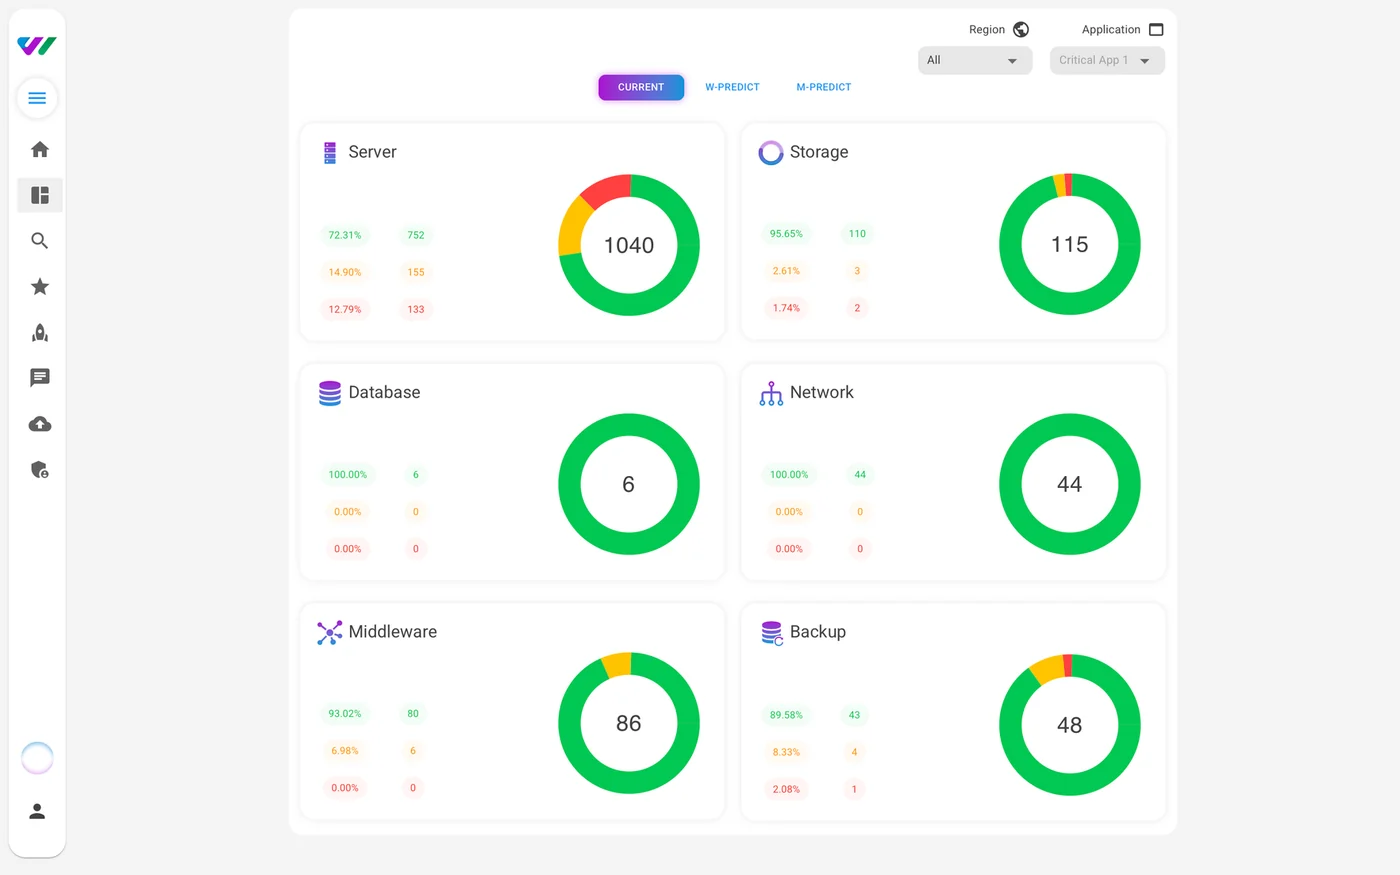 Region
Application
All
Critical App 1
CURRENT
W-PREDICT
M-PREDICT
Server
72.31% 752
14.90% 155
12.79% 133
1040
Storage
95.65% 110
2.61% 3
1.74% 2
115
Database
100.00% 6
0.00% 0
0.00% 0
6
Network
100.00% 44
0.00% 0
0.00% 0
44
Middleware
93.02% 80
6.98% 6
0.00% 0
86
Backup
89.58% 43
8.33% 4
2.08% 1
48